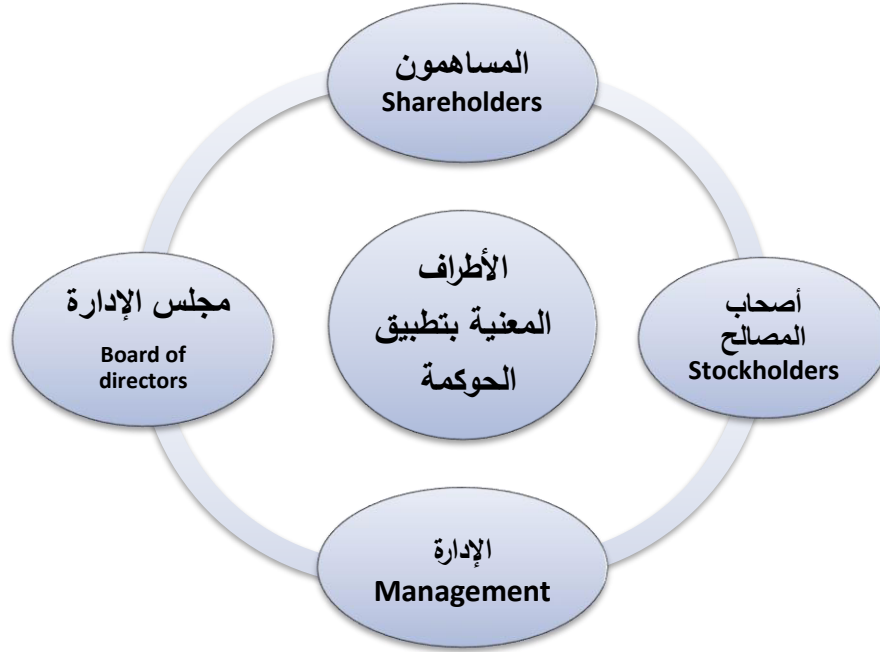 المساهمون
Shareholders
الأطراف
المعنية بتطبيق
الحوكمة
أصحاب
المصالح
Stockholders
مجلس الإدارة
Board of
directors
الإدارة
Management